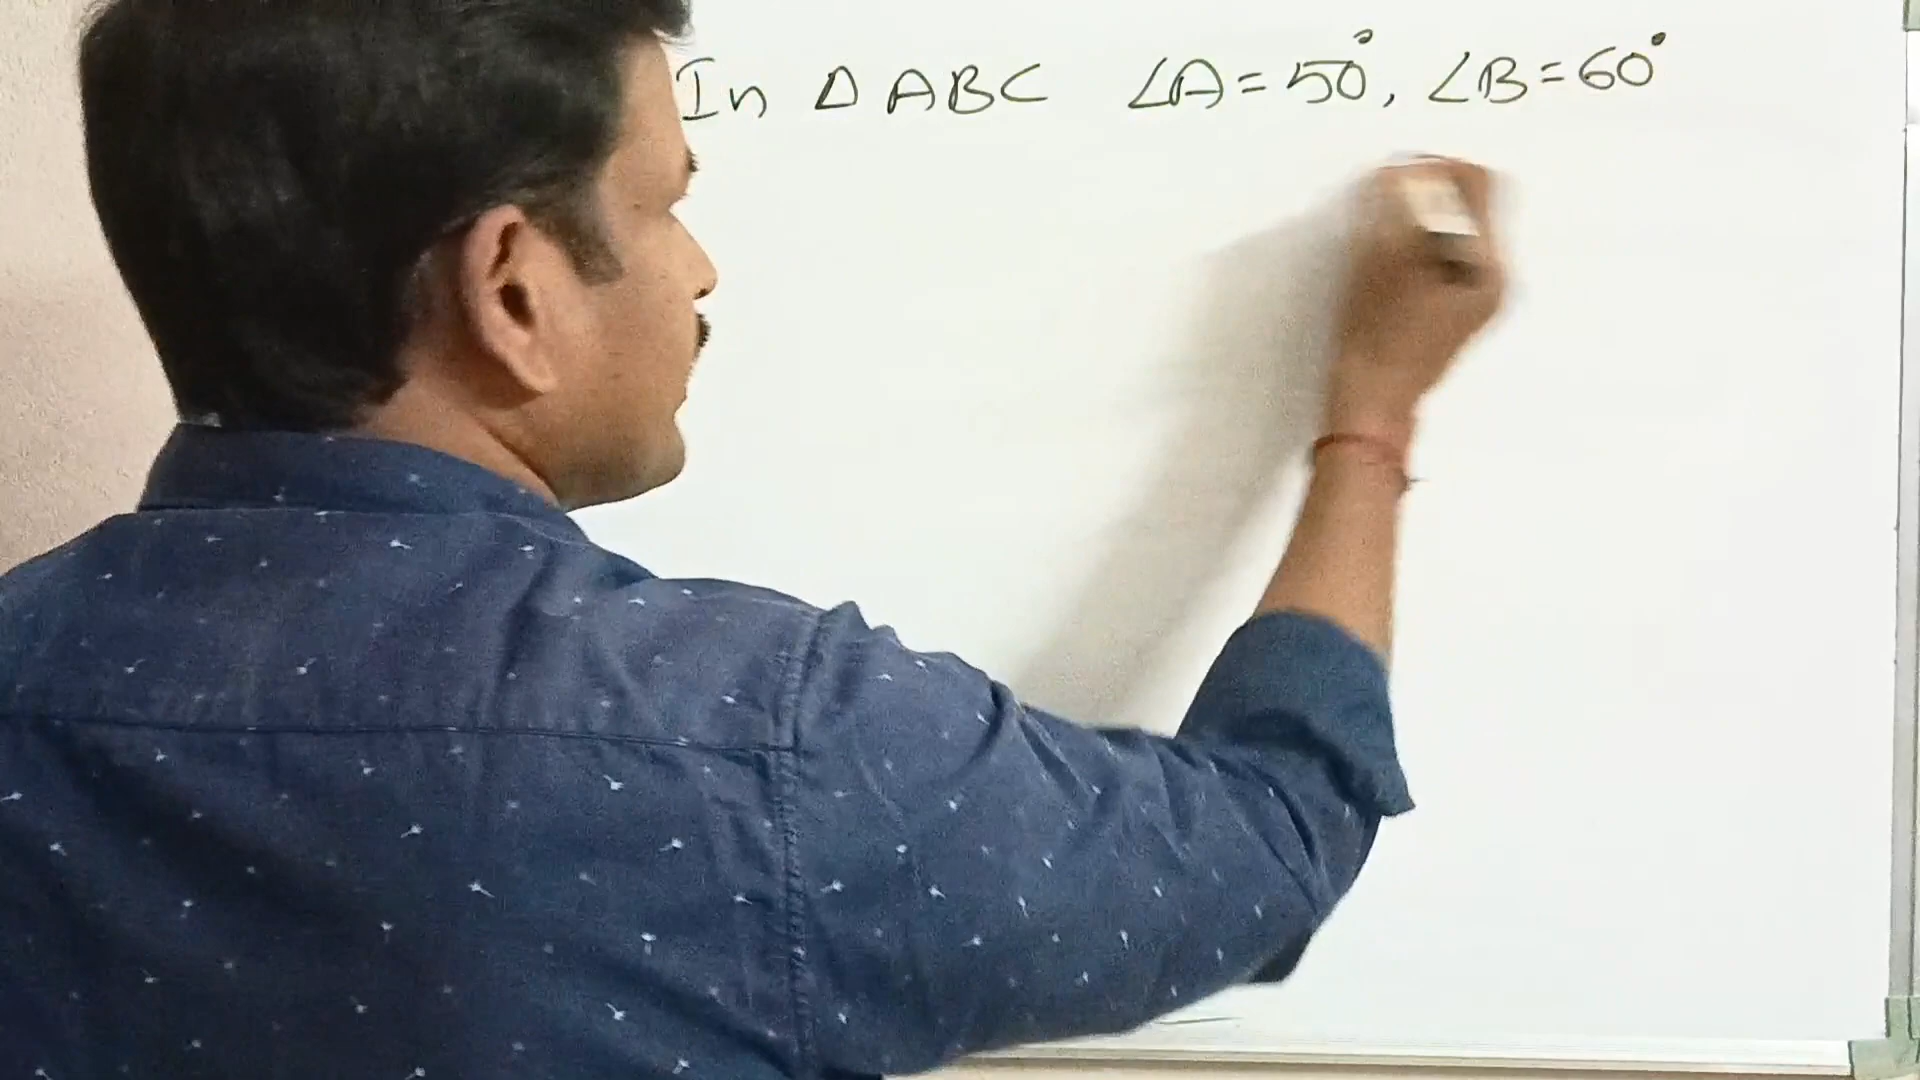 In △ ABC ∠A = 50°, ∠B = 60°